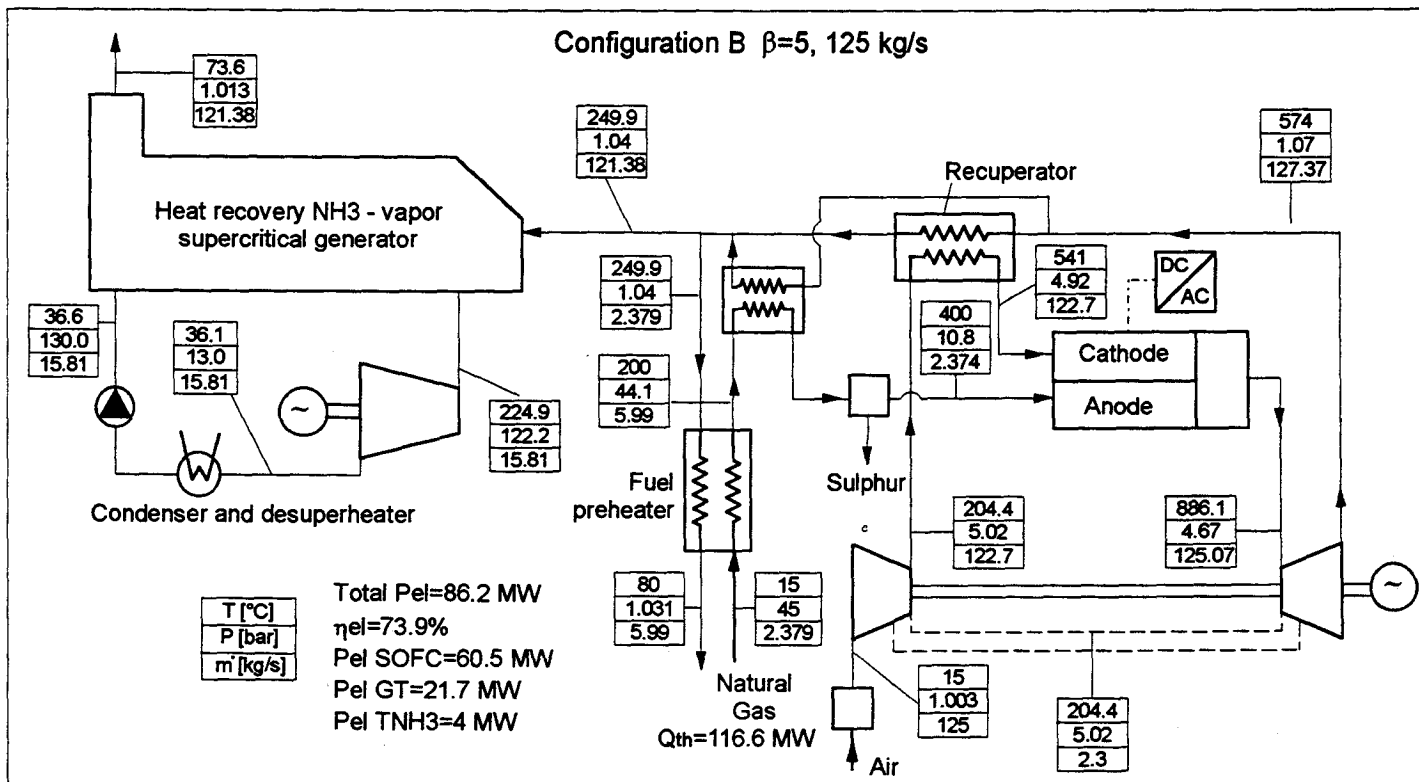 Configuration B β=5, 125 kg/s
73.6
1.013
121.38
249.9
1.04
121.38
574
1.07
127.37
Recuperator
Heat recovery NH3 - vapor
supercritical generator
541
4.92
122.7
DC
AC
249.9
1.04
2.379
400
10.8
2.374
36.6
130.0
15.81
36.1
13.0
15.81
Cathode
Anode
200
44.1
5.99
~
224.9
122.2
15.81
Sulphur
Fuel
preheater
Condenser and desuperheater
204.4
5.02
122.7
886.1
4.67
125.07
~
80
1.031
5.99
15
45
2.379
T [°C]
P [bar]
m˙ [kg/s]
Total Pel=86.2 MW
ηel=73.9%
Pel SOFC=60.5 MW
Pel GT=21.7 MW
Pel TNH3=4 MW
Natural
Gas
Qth=116.6 MW
15
1.003
125
204.4
5.02
2.3
Air